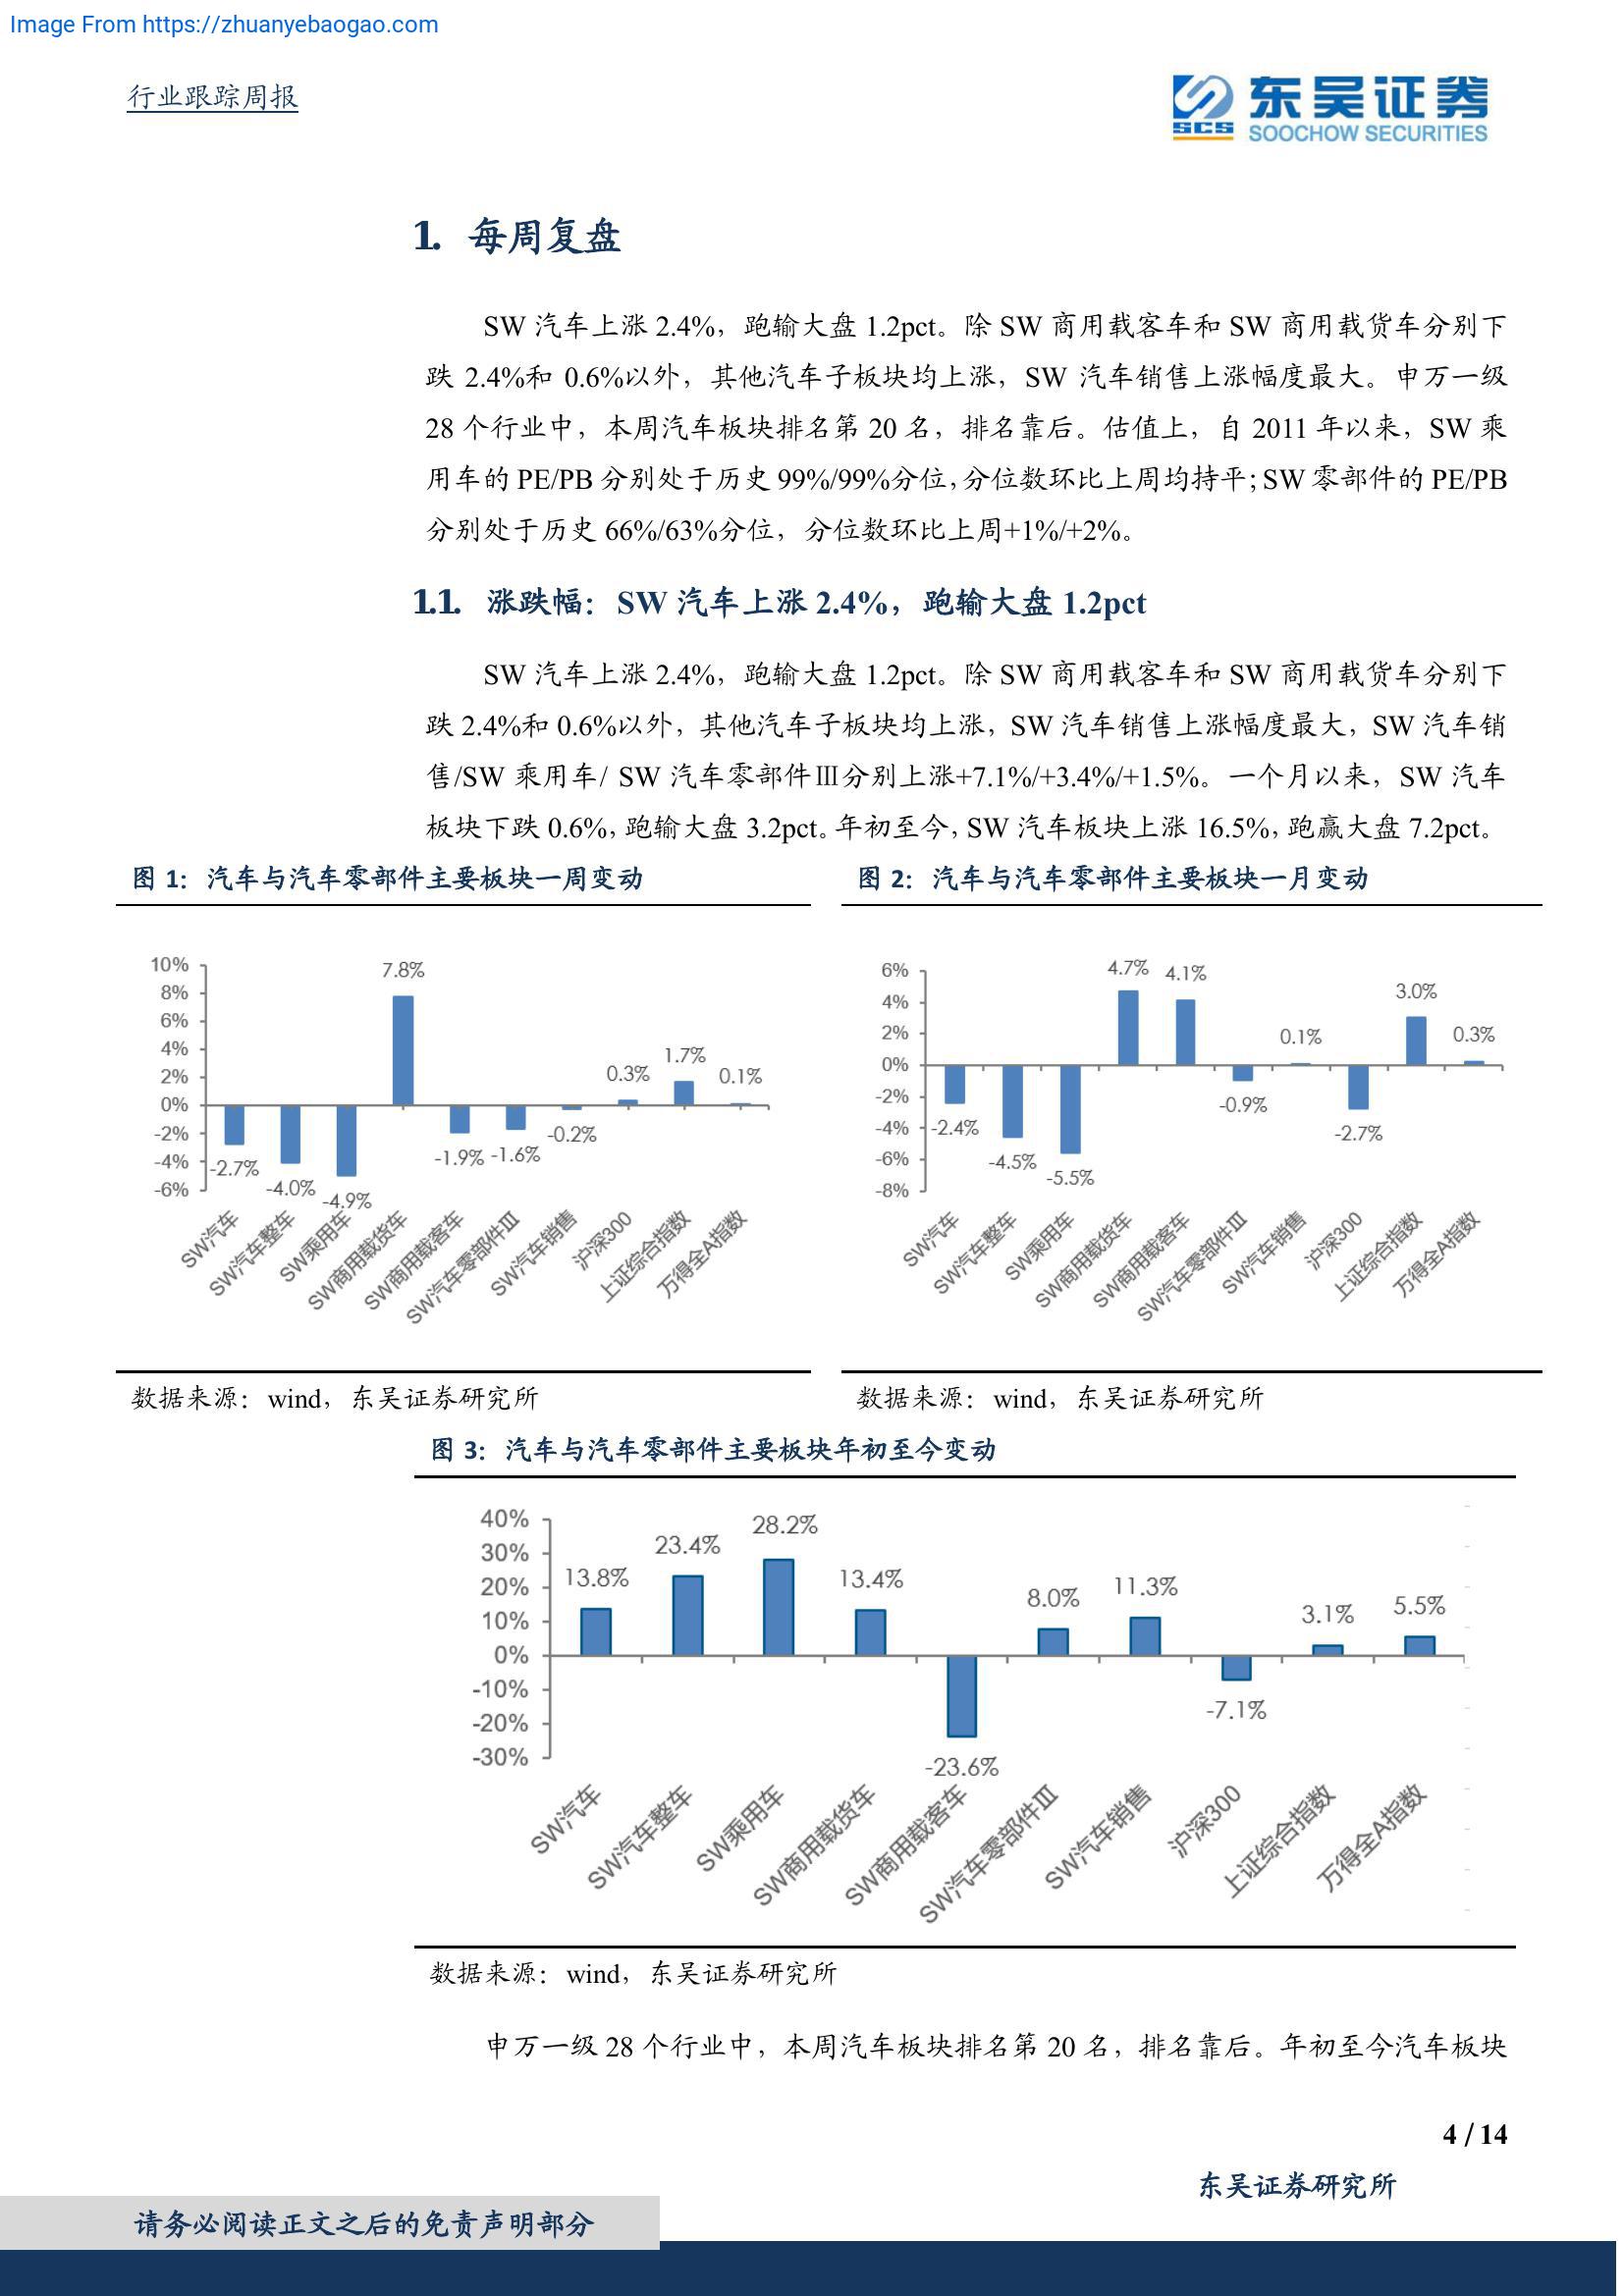 Image From https://zhuanyebaogao.com
行业跟踪周报
SCS 东吴证券
SOOCHOW SECURITIES
1. 每周复盘
SW 汽车上涨 2.4%，跑输大盘 1.2pct。除 SW 商用载客车和 SW 商用载货车分别下
跌 2.4%和 0.6%以外，其他汽车子板块均上涨，SW 汽车销售上涨幅度最大。申万一级
28 个行业中，本周汽车板块排名第 20 名，排名靠后。估值上，自 2011 年以来，SW 乘
用车的 PE/PB 分别处于历史 99%/99%分位，分位数环比上周均持平；SW 零部件的 PE/PB
分别处于历史 66%/63%分位，分位数环比上周+1%/+2%。
1.1. 涨跌幅：SW 汽车上涨 2.4%，跑输大盘 1.2pct
SW 汽车上涨 2.4%，跑输大盘 1.2pct。除 SW 商用载客车和 SW 商用载货车分别下
跌 2.4%和 0.6%以外，其他汽车子板块均上涨，SW 汽车销售上涨幅度最大，SW 汽车销
售/SW 乘用车/ SW 汽车零部件Ⅲ分别上涨+7.1%/+3.4%/+1.5%。一个月以来，SW 汽车
板块下跌 0.6%，跑输大盘 3.2pct。年初至今，SW 汽车板块上涨 16.5%，跑赢大盘 7.2pct。
图 1：汽车与汽车零部件主要板块一周变动
10%
8%
6%
4%
2%
0%
-2%
-4%
-6%
-2.7%
-4.0%
-4.9%
7.8%
-1.9%
-1.6%
-0.2%
0.3%
1.7%
0.1%
SW汽车
SW汽车整车
SW乘用车
SW商用载货车
SW商用载客车
SW汽车零部件Ⅲ
SW汽车销售
沪深300
上证综合指数
万得全A指数
数据来源：wind，东吴证券研究所
图 2：汽车与汽车零部件主要板块一月变动
6%
4%
2%
0%
-2%
-4%
-6%
-8%
-2.4%
-4.5%
-5.5%
4.7%
4.1%
-0.9%
0.1%
-2.7%
3.0%
0.3%
SW汽车
SW汽车整车
SW乘用车
SW商用载货车
SW商用载客车
SW汽车零部件Ⅲ
SW汽车销售
沪深300
上证综合指数
万得全A指数
数据来源：wind，东吴证券研究所
图 3：汽车与汽车零部件主要板块年初至今变动
40%
30%
20%
10%
0%
-10%
-20%
-30%
13.8%
23.4%
28.2%
13.4%
-23.6%
8.0%
11.3%
-7.1%
3.1%
5.5%
SW汽车
SW汽车整车
SW乘用车
SW商用载货车
SW商用载客车
SW汽车零部件Ⅲ
SW汽车销售
沪深300
上证综合指数
万得全A指数
数据来源：wind，东吴证券研究所
申万一级 28 个行业中，本周汽车板块排名第 20 名，排名靠后。年初至今汽车板块
4 / 14
东吴证券研究所
请务必阅读正文之后的免责声明部分